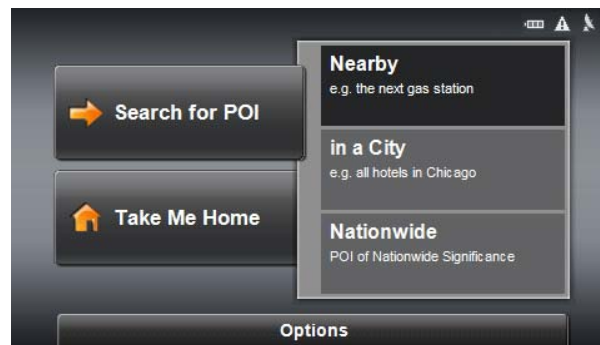 Search for POI
Take Me Home
Nearby
e.g. the next gas station
in a City
e.g. all hotels in Chicago
Nationwide
POI of Nationwide Significance
Options